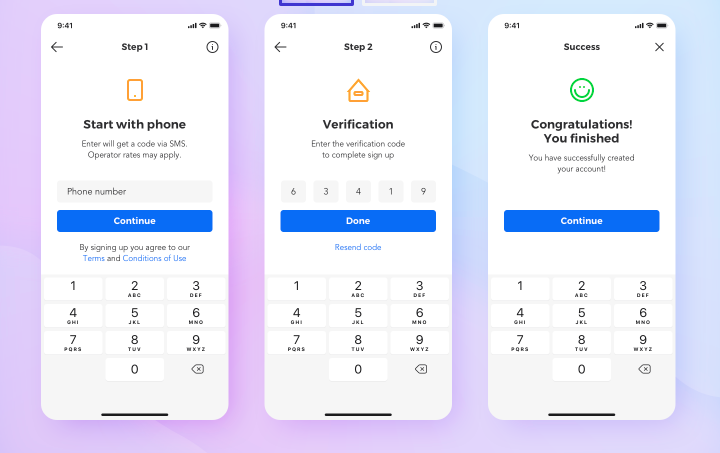 9:41
Step 1
Start with phone
Enter will get a code via SMS.
Operator rates may apply.
Phone number
Continue
By signing up you agree to our
Terms and Conditions of Use
1
2 ABC
3 DEF
4 GHI
5 JKL
6 MNO
7 PQRS
8 TUV
9 WXYZ
0
9:41
Step 2
Verification
Enter the verification code
to complete sign up
6 3 4 1 9
Done
Resend code
1
2 ABC
3 DEF
4 GHI
5 JKL
6 MNO
7 PQRS
8 TUV
9 WXYZ
0
9:41
Success
Congratulations!
You finished
You have successfully created
your account!
Continue
1
2 ABC
3 DEF
4 GHI
5 JKL
6 MNO
7 PQRS
8 TUV
9 WXYZ
0